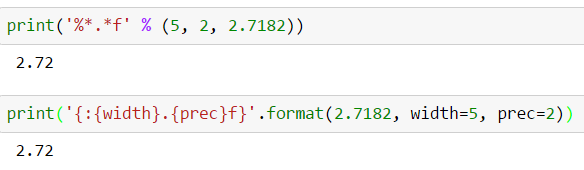 print('%*.*f' % (5, 2, 2.7182))
 2.72
print('{:{width}.{prec}f}'.format(2.7182, width=5, prec=2))
 2.72